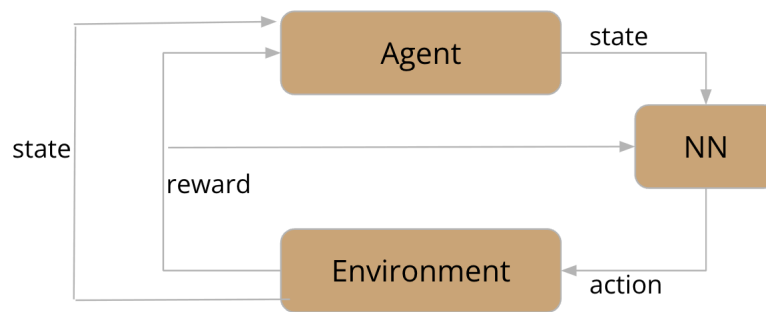 Agent
state
state
NN
reward
Environment
action